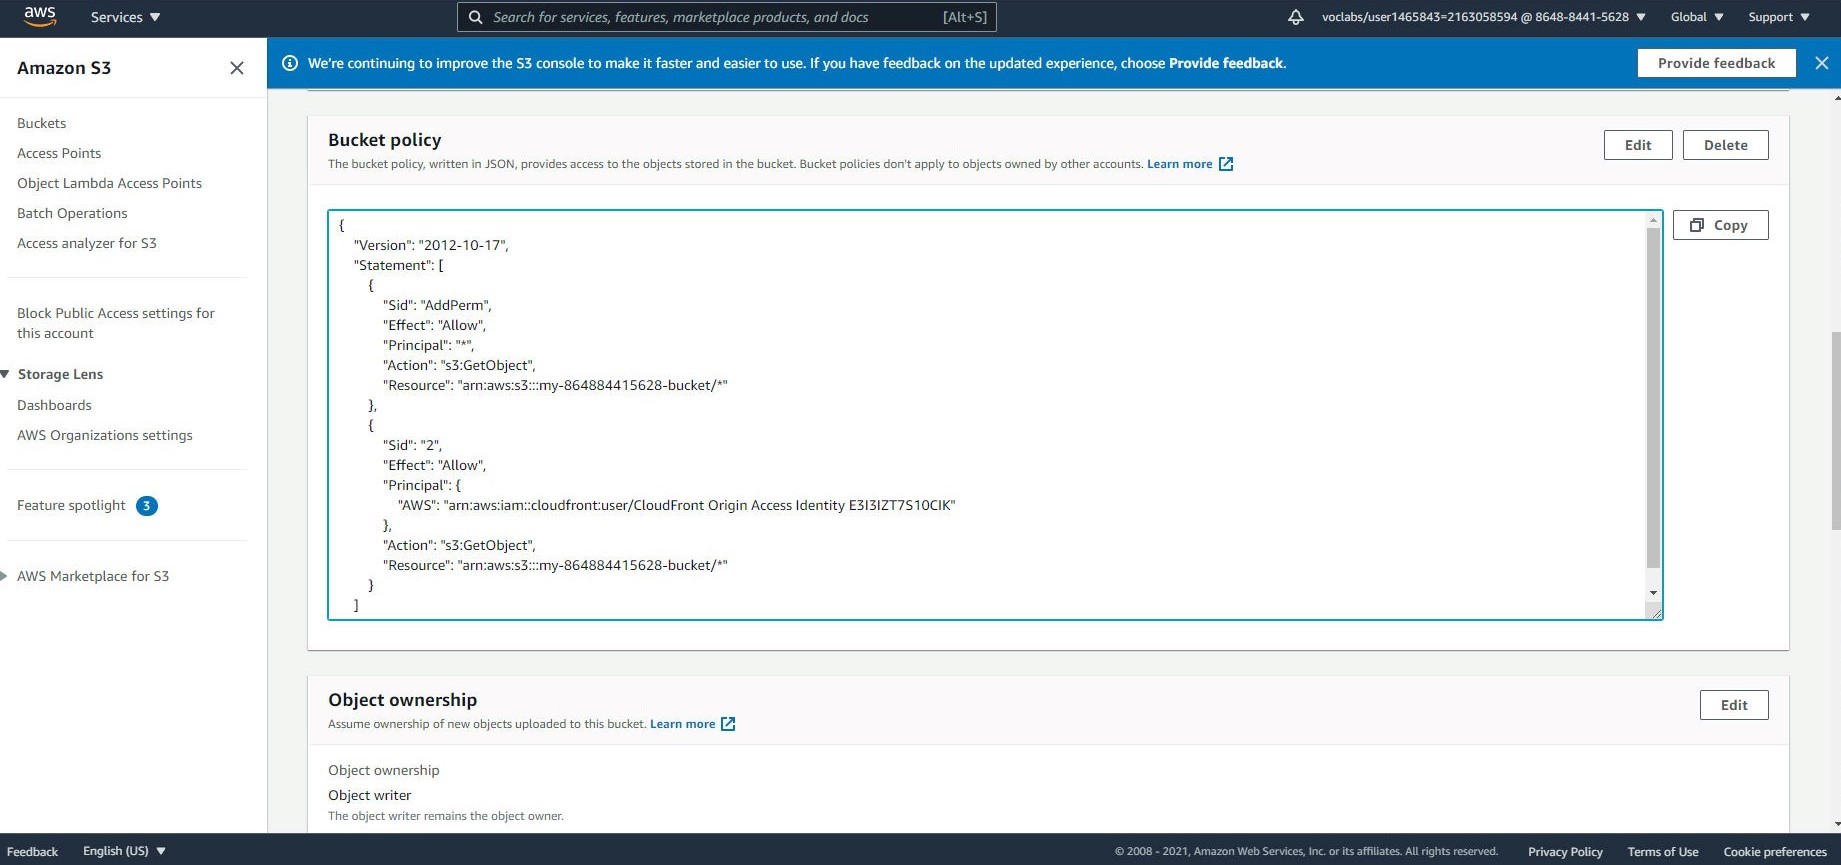 aws
Services
Search for services, features, marketplace products, and docs [Alt+S]
voclabs/user1465843=2163058594 @ 8648-8441-5628
Global
Support
Amazon S3
Buckets
Access Points
Object Lambda Access Points
Batch Operations
Access analyzer for S3
Block Public Access settings for
this account
Storage Lens
Dashboards
AWS Organizations settings
Feature spotlight 3
AWS Marketplace for S3
We're continuing to improve the S3 console to make it faster and easier to use. If you have feedback on the updated experience, choose Provide feedback.
Provide feedback
Bucket policy
The bucket policy, written in JSON, provides access to the objects stored in the bucket. Bucket policies don't apply to objects owned by other accounts. Learn more
Edit
Delete
{
"Version": "2012-10-17",
"Statement": [
{
"Sid": "AddPerm",
"Effect": "Allow",
"Principal": "*",
"Action": "s3:GetObject",
"Resource": "arn:aws:s3:::my-864884415628-bucket/*"
},
{
"Sid": "2",
"Effect": "Allow",
"Principal": {
"AWS": "arn:aws:iam::cloudfront:user/CloudFront Origin Access Identity E3I3IZT7S10CIK"
},
"Action": "s3:GetObject",
"Resource": "arn:aws:s3:::my-864884415628-bucket/*"
}
]
Copy
Object ownership
Assume ownership of new objects uploaded to this bucket. Learn more
Edit
Object ownership
Object writer
The object writer remains the object owner.
Feedback
English (US)
© 2008 - 2021, Amazon Web Services, Inc. or its affiliates. All rights reserved.
Privacy Policy
Terms of Use
Cookie preferences